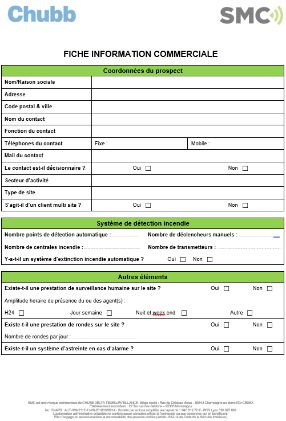 Chubb
SMC
FICHE INFORMATION COMMERCIALE
Coordonnées du prospect
Nom/Raison sociale
Adresse
Code postal & ville
Nom du contact
Fonction du contact
Téléphones du contact Fixe : Mobile :
Mail du contact
Le contact est-il décisionnaire ? Oui Non
Secteur d'activité
Type de site
S'agit-il d'un client multi site ? Oui Non
Système de détection incendie
Nombre points de détection automatique : Nombre de déclencheurs manuels :
Nombre de centrales incendie : Nombre de transmetteurs :
Y-a-t-il un système d'extinction incendie automatique ? Oui Non
Autres éléments
Existe-t-il une prestation de surveillance humaine sur le site ? Oui Non
Amplitude horaire de présence du ou des agent(s) :
H24 Jour semaine Nuit et week end Autre
Existe-t-il une prestation de rondes sur le site ? Oui Non
Nombre de rondes par jour :
Existe-t-il un système d'astreinte en cas d'alarme ? Oui Non